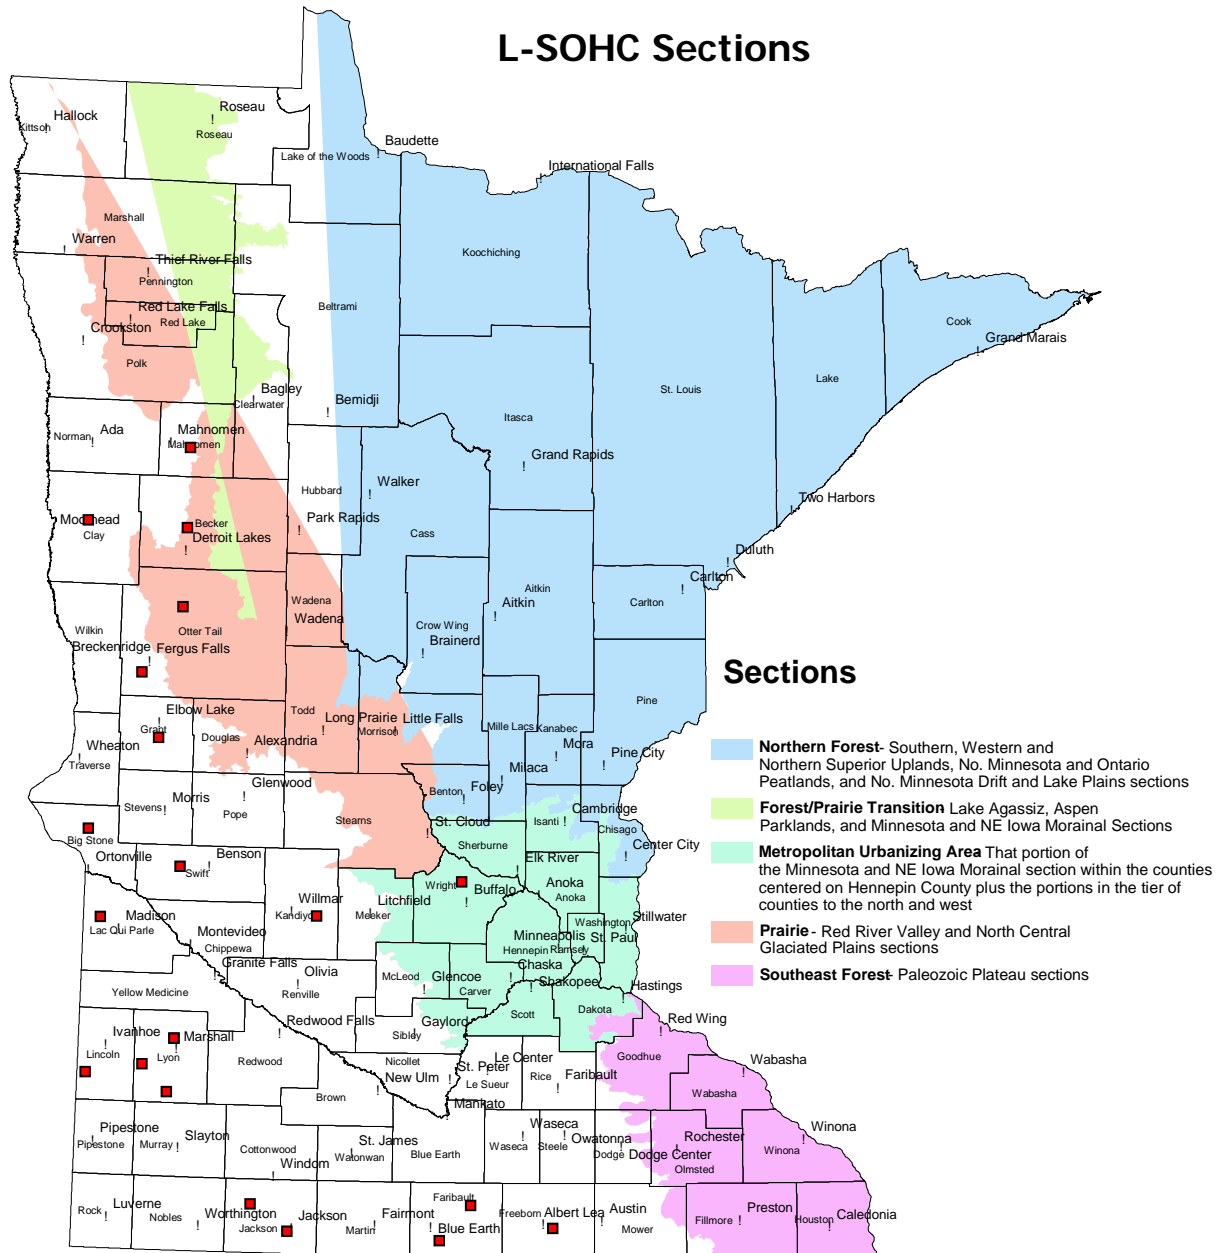 L-SOHC Sections
Hallock
Kittson
Roseau
Roseau
Baudette
Lake of the Woods
International Falls
Marshall
Warren
Koochiching
Thief River Falls
Pennington
Red Lake Falls
Red Lake
Crookston
Beltrami
Cook
Grand Marais
Polk
St. Louis
Lake
Bagley
Clearwater
Bemidji
Itasca
Ada
Norman
Mahnomen
Mahnomen
Grand Rapids
Walker
Hubbard
Two Harbors
Moorhead
Clay
Becker
Detroit Lakes
Park Rapids
Cass
Duluth
Carlton
Aitkin
Aitkin
Carlton
Wadena
Wadena
Wilkin
Otter Tail
Crow Wing
Brainerd
Breckenridge
Fergus Falls
Sections
Pine
Elbow Lake
Grant
Todd
Long Prairie
Morrison
Little Falls
Mille Lacs
Kanabec
Douglas
Alexandria
Mora
Pine City
Wheaton
Traverse
Milaca
Northern Forest- Southern, Western and
Northern Superior Uplands, No. Minnesota and Ontario
Peatlands, and No. Minnesota Drift and Lake Plains sections
Glenwood
Foley
Benton
Morris
Stevens
Pope
Cambridge
Isanti
Chisago
Forest/Prairie Transition Lake Agassiz, Aspen
Parklands, and Minnesota and NE Iowa Morainal Sections
Stearns
St. Cloud
Sherburne
Center City
Big Stone
Ortonville
Benson
Swift
Elk River
Metropolitan Urbanizing Area That portion of
the Minnesota and NE Iowa Morainal section within the counties
centered on Hennepin County plus the portions in the tier of
counties to the north and west
Anoka
Anoka
Wright
Buffalo
Willmar
Kandiyo
Litchfield
Meeker
Madison
Lac Qui Parle
Stillwater
Washington
Montevideo
Chippewa
Minneapolis
St. Paul
Hennepin
Ramsey
Prairie - Red River Valley and North Central
Glaciated Plains sections
Granite Falls
Olivia
Renville
McLeod
Glencoe
Carver
Chaska
Shakopee
Southeast Forest- Paleozoic Plateau sections
Yellow Medicine
Hastings
Dakota
Scott
Red Wing
Redwood Falls
Sibley
Gaylord
Ivanhoe
Lincoln
Marshall
Lyon
Redwood
Nicollet
New Ulm
St. Peter
Le Center
Le Sueur
Rice
Faribault
Goodhue
Wabasha
Wabasha
Brown
Mankato
Pipestone
Pipestone
Murray
Slayton
Cottonwood
Windom
St. James
Watonwan
Blue Earth
Waseca
Waseca
Steele
Owatonna
Dodge
Dodge Center
Rochester
Olmsted
Winona
Winona
Rock
Luverne
Nobles
Worthington
Jackson
Jackson
Martin
Fairmont
Faribault
Blue Earth
Freeborn
Albert Lea
Austin
Mower
Fillmore
Preston
Houston
Caledonia